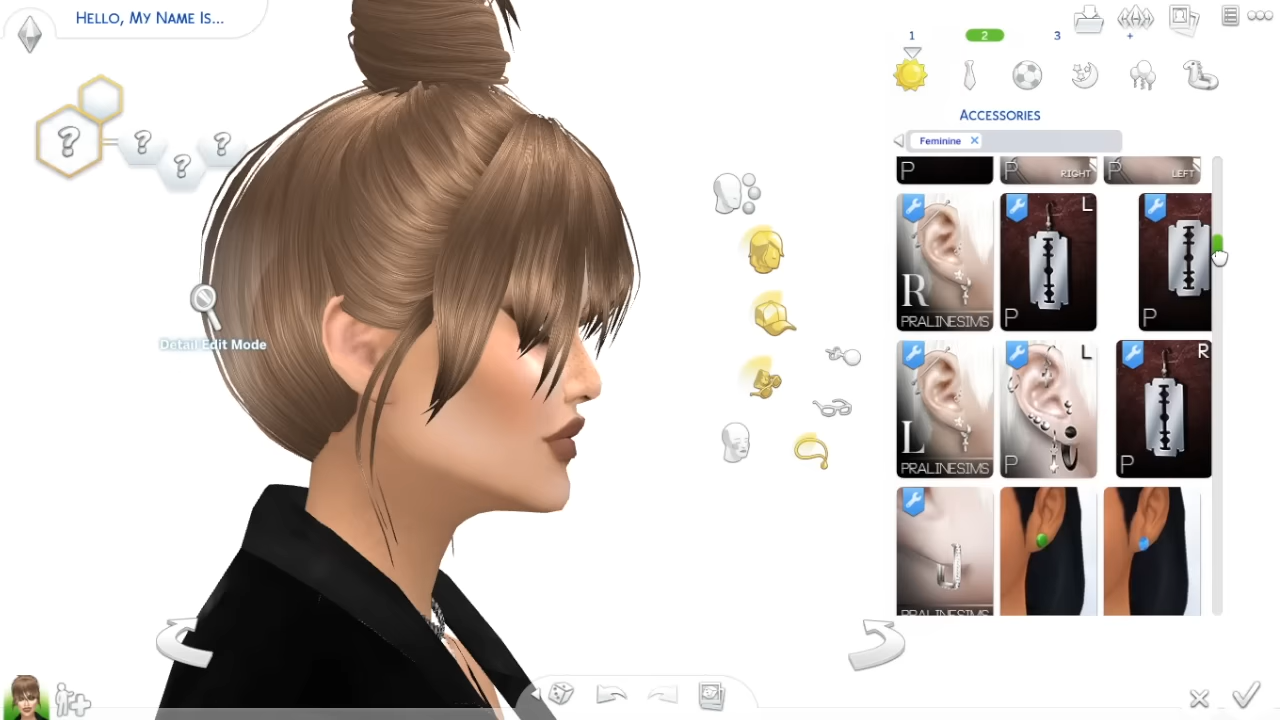 HELLO, MY NAME IS...
1
2
3
+
ACCESSORIES
Feminine
P
P
RIGHT
P
LEFT
R
PRALINESIMS
L
P
P
Detail Edit Mode
L
PRALINESIMS
L
P
R
P
PRALINESIMS